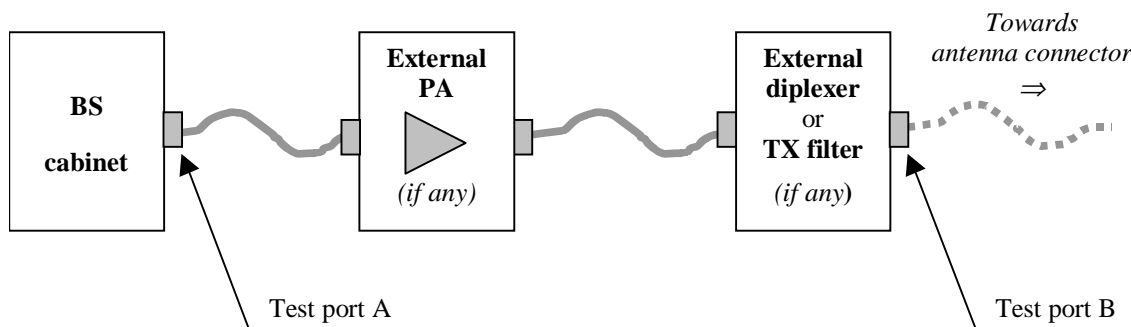 BS
cabinet
External
PA
(if any)
External
diplexer
or
TX filter
(if any)
Towards
antenna connector
⇒
Test port A
Test port B